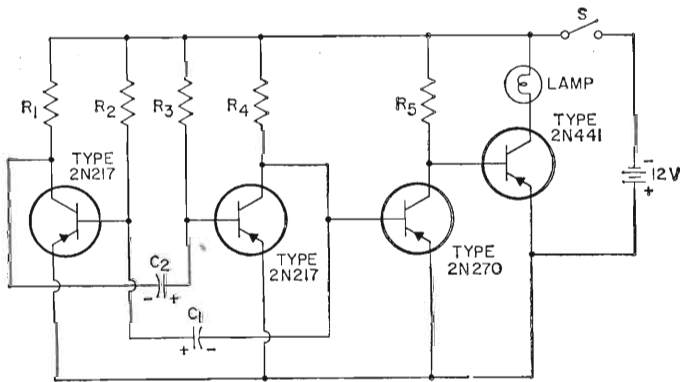 S
R1
R2
R3
R4
R5
LAMP
TYPE
2N441
TYPE
2N217
-
12V
+
TYPE
2N217
TYPE
2N270
C2
- +
C1
+ -